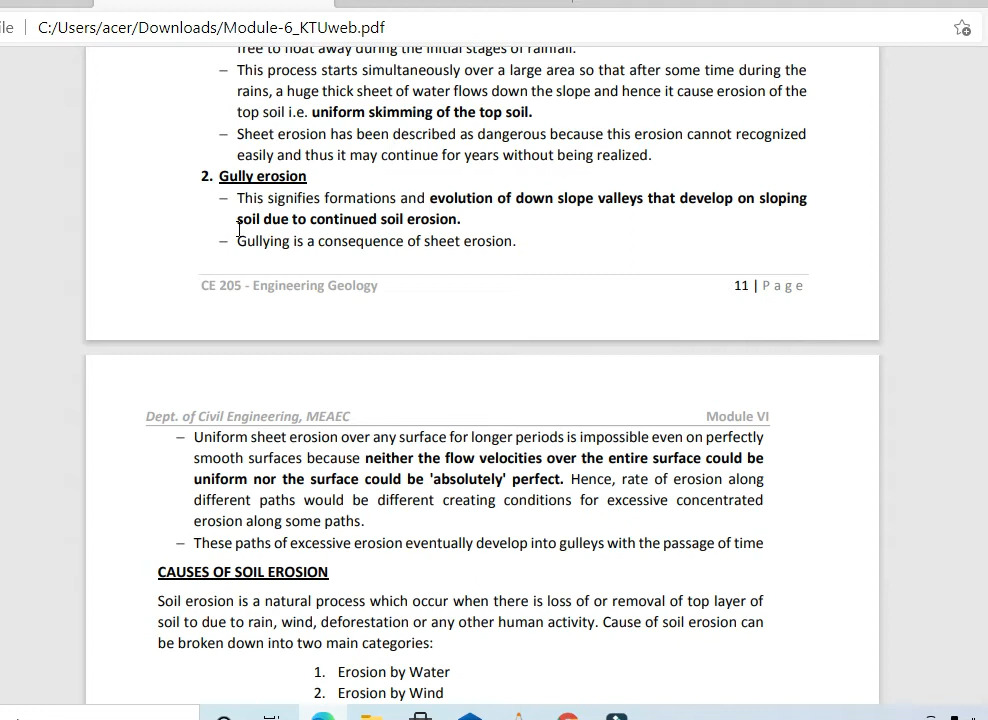 ile | C:/Users/acer/Downloads/Module-6_KTUweb.pdf
free to float away during the initial stages of rainfall.
– This process starts simultaneously over a large area so that after some time during the
rains, a huge thick sheet of water flows down the slope and hence it cause erosion of the
top soil i.e. uniform skimming of the top soil.
– Sheet erosion has been described as dangerous because this erosion cannot recognized
easily and thus it may continue for years without being realized.
2. Gully erosion
– This signifies formations and evolution of down slope valleys that develop on sloping
soil due to continued soil erosion.
– Gullying is a consequence of sheet erosion.
CE 205 - Engineering Geology 11 | P a g e
Dept. of Civil Engineering, MEAEC Module VI
– Uniform sheet erosion over any surface for longer periods is impossible even on perfectly
smooth surfaces because neither the flow velocities over the entire surface could be
uniform nor the surface could be 'absolutely' perfect. Hence, rate of erosion along
different paths would be different creating conditions for excessive concentrated
erosion along some paths.
– These paths of excessive erosion eventually develop into gulleys with the passage of time
CAUSES OF SOIL EROSION
Soil erosion is a natural process which occur when there is loss of or removal of top layer of
soil to due to rain, wind, deforestation or any other human activity. Cause of soil erosion can
be broken down into two main categories:
1. Erosion by Water
2. Erosion by Wind